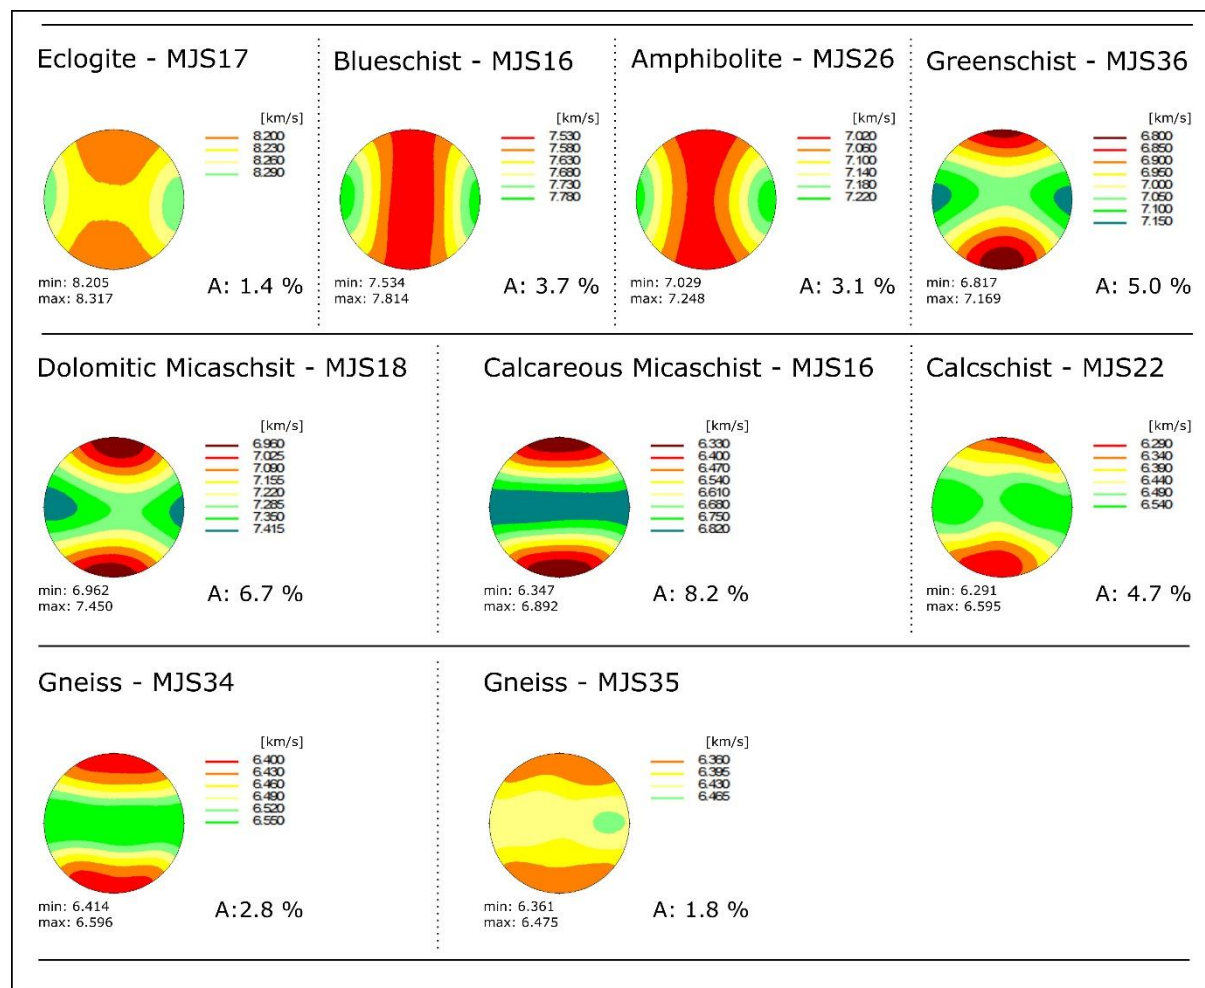 Eclogite - MJS17
[km/s]
8.200
8.230
8.260
8.290
min: 8.205
max: 8.317
A: 1.4 %
Blueschist - MJS16
[km/s]
7.530
7.580
7.630
7.680
7.730
7.780
min: 7.534
max: 7.814
A: 3.7 %
Amphibolite - MJS26
[km/s]
7.020
7.060
7.100
7.140
7.180
7.220
min: 7.029
max: 7.248
A: 3.1 %
Greenschist - MJS36
[km/s]
6.800
6.850
6.900
6.950
7.000
7.050
7.100
7.150
min: 6.817
max: 7.169
A: 5.0 %
Dolomitic Micaschsit - MJS18
[km/s]
6.960
7.025
7.090
7.155
7.220
7.285
7.350
7.415
min: 6.962
max: 7.450
A: 6.7 %
Calcareous Micaschist - MJS16
[km/s]
6.330
6.400
6.470
6.540
6.610
6.680
6.750
6.820
min: 6.347
max: 6.892
A: 8.2 %
Calcschist - MJS22
[km/s]
6.290
6.340
6.390
6.440
6.490
6.540
min: 6.291
max: 6.595
A: 4.7 %
Gneiss - MJS34
[km/s]
6.400
6.430
6.460
6.490
6.520
6.550
min: 6.414
max: 6.596
A:2.8 %
Gneiss - MJS35
[km/s]
6.360
6.395
6.430
6.465
min: 6.361
max: 6.475
A: 1.8 %